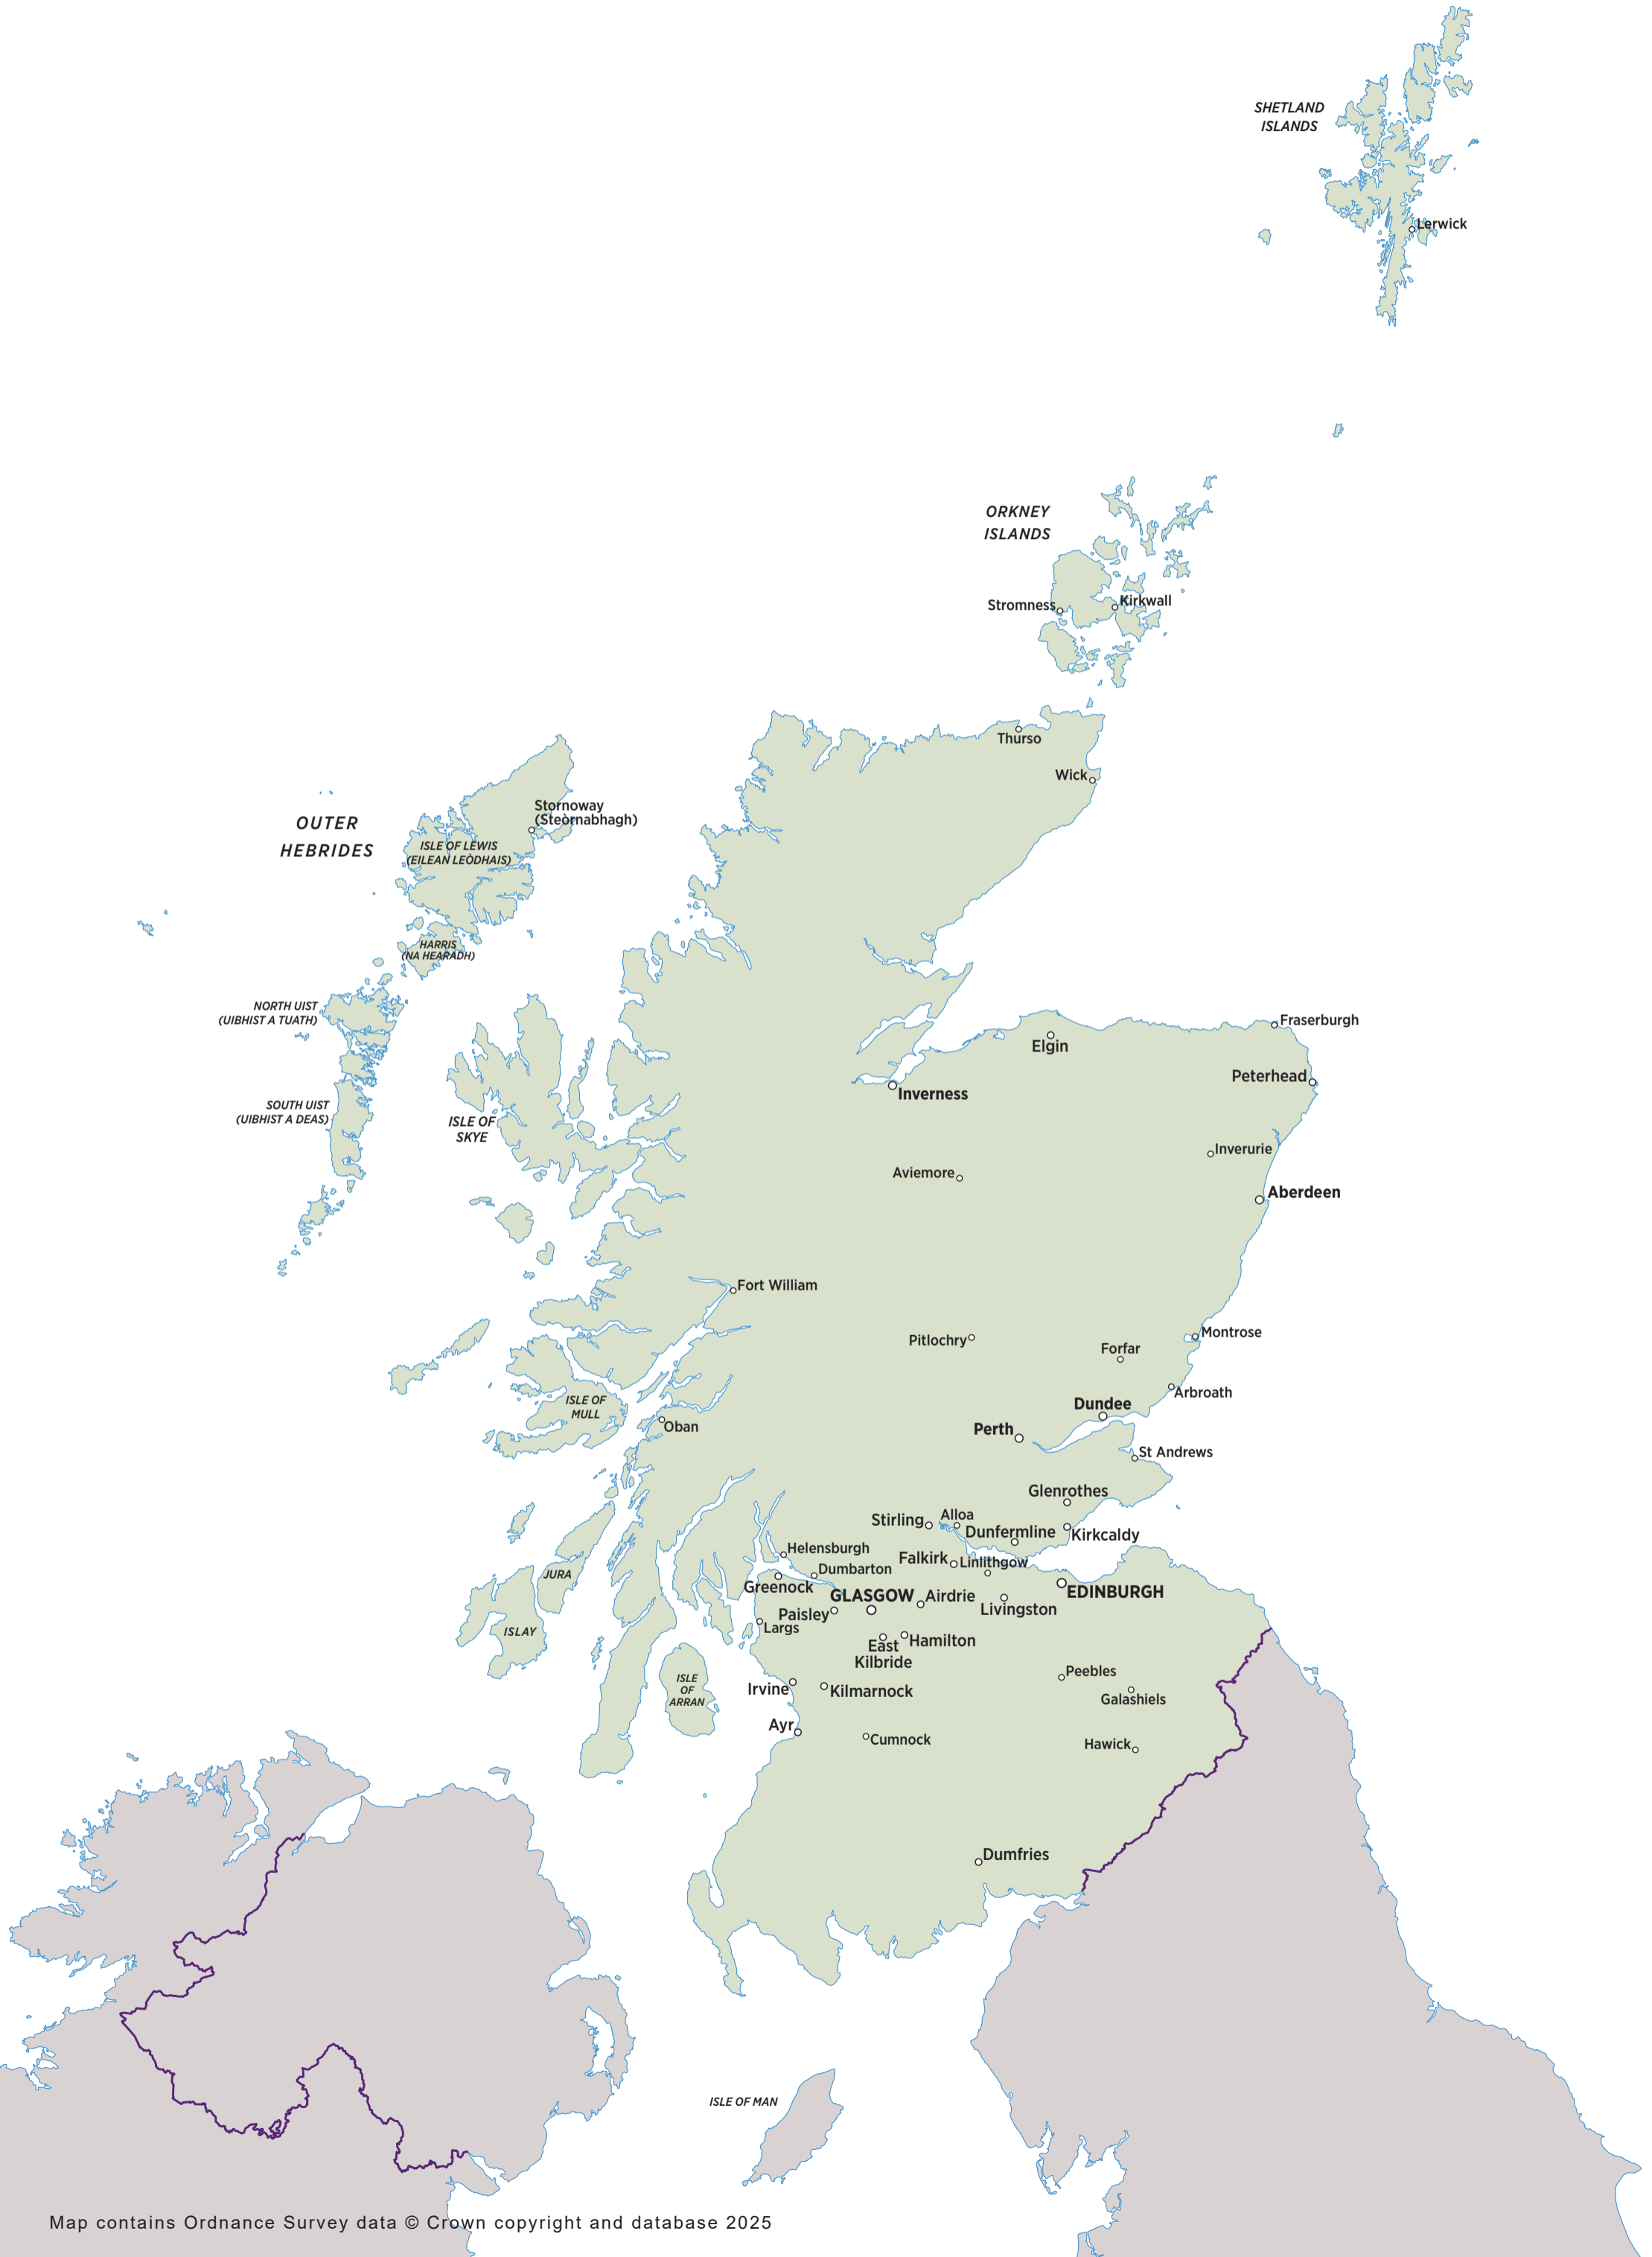 SHETLAND
ISLANDS
Lerwick
ORKNEY
ISLANDS
Stromness
Kirkwall
Thurso
Wick
OUTER
HEBRIDES
Stornoway
(Steòrnabhagh)
ISLE OF LEWIS
(EILEAN LEÒDHAIS)
HARRIS
(NA HEARADH)
NORTH UIST
(UIBHIST A TUATH)
SOUTH UIST
(UIBHIST A DEAS)
ISLE OF
SKYE
Fraserburgh
Elgin
Peterhead
Inverness
Inverurie
Aviemore
Aberdeen
Fort William
Pitlochry
Montrose
Forfar
Arbroath
ISLE OF
MULL
Oban
Dundee
Perth
St Andrews
Glenrothes
Stirling
Alloa
Dunfermline
Kirkcaldy
Helensburgh
Falkirk
Linlithgow
Dumbarton
JURA
Greenock
GLASGOW
Airdrie
EDINBURGH
Paisley
Livingston
Largs
ISLAY
East
Kilbride
Hamilton
ISLE
OF
ARRAN
Peebles
Irvine
Kilmarnock
Galashiels
Ayr
Cumnock
Hawick
Dumfries
ISLE OF MAN
Map contains Ordnance Survey data © Crown copyright and database 2025